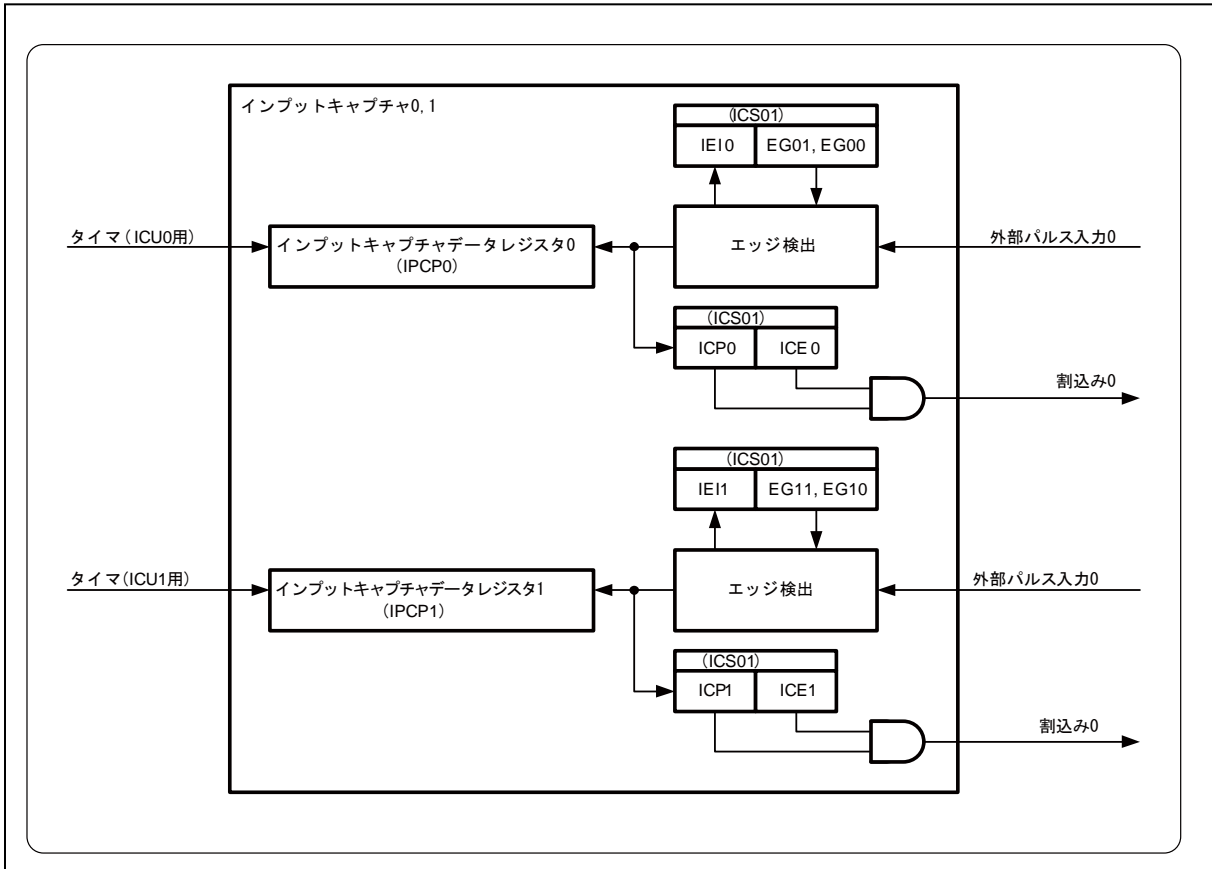 インプットキャプチャ0, 1
(ICS01)
IEI0 EG01, EG00
タイマ(ICU0用)
インプットキャプチャデータレジスタ0
(IPCP0)
エッジ検出
外部パルス入力0
(ICS01)
ICP0 ICE0
割込み0
(ICS01)
IEI1 EG11, EG10
タイマ(ICU1用)
インプットキャプチャデータレジスタ1
(IPCP1)
エッジ検出
外部パルス入力0
(ICS01)
ICP1 ICE1
割込み0